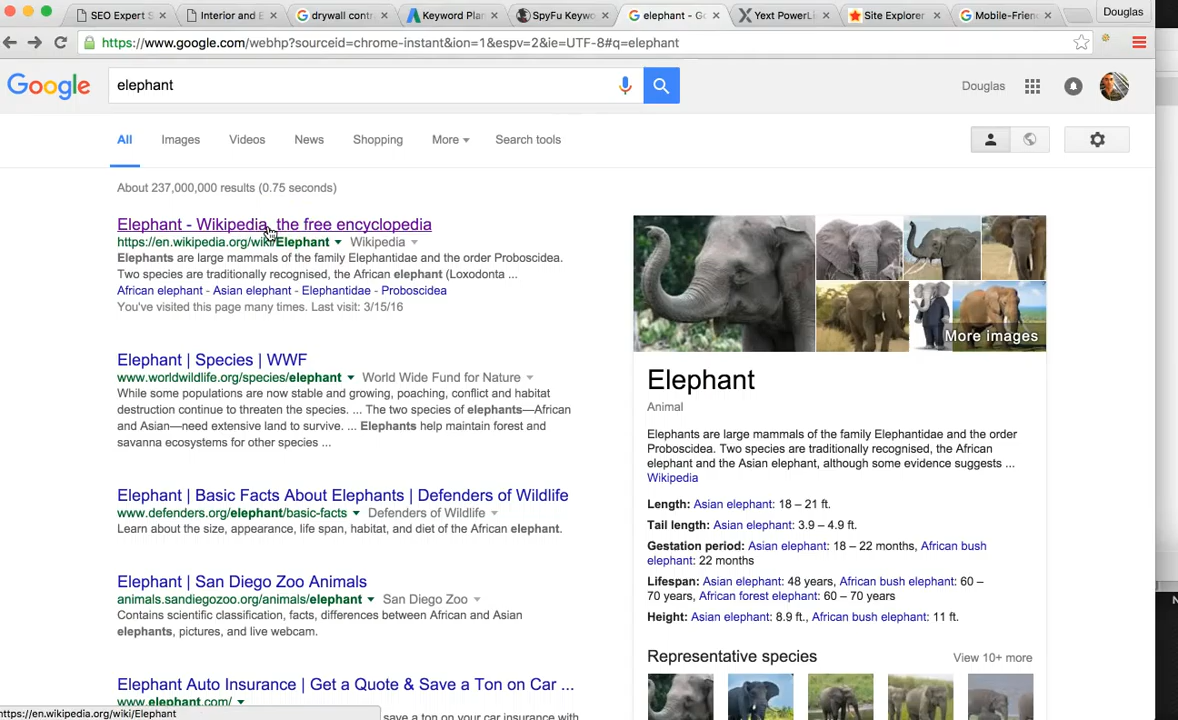 SEO Expert S
Interior and E
drywall contr
Keyword Plan
SpyFu Keywo
elephant - Go
Yext PowerLi
Site Explorer
Mobile-Frien
Douglas
https://www.google.com/webhp?sourceid=chrome-instant&ion=1&espv=2&ie=UTF-8#q=elephant
Google
elephant
Douglas
All
Images
Videos
News
Shopping
More
Search tools
About 237,000,000 results (0.75 seconds)
Elephant - Wikipedia, the free encyclopedia
https://en.wikipedia.org/wiki/Elephant Wikipedia
Elephants are large mammals of the family Elephantidae and the order Proboscidea.
Two species are traditionally recognised, the African elephant (Loxodonta ...
African elephant - Asian elephant - Elephantidae - Proboscidea
You've visited this page many times. Last visit: 3/15/16
Elephant | Species | WWF
www.worldwildlife.org/species/elephant World Wide Fund for Nature
While some populations are now stable and growing, poaching, conflict and habitat
destruction continue to threaten the species. ... The two species of elephants—African
and Asian—need extensive land to survive. ... Elephants help maintain forest and
savanna ecosystems for other species ...
Elephant | Basic Facts About Elephants | Defenders of Wildlife
www.defenders.org/elephant/basic-facts Defenders of Wildlife
Learn about the size, appearance, life span, habitat, and diet of the African elephant.
Elephant | San Diego Zoo Animals
animals.sandiegozoo.org/animals/elephant San Diego Zoo
Contains scientific classification, facts, differences between African and Asian
elephants, pictures, and live webcam.
Elephant Auto Insurance | Get a Quote & Save a Ton on Car ...
www.elephant.com/
save a ton on your car insurance with
https://en.wikipedia.org/wiki/Elephant
More images
Elephant
Animal
Elephants are large mammals of the family Elephantidae and the order
Proboscidea. Two species are traditionally recognised, the African
elephant and the Asian elephant, although some evidence suggests ...
Wikipedia
Length: Asian elephant: 18 – 21 ft.
Tail length: Asian elephant: 3.9 – 4.9 ft.
Gestation period: Asian elephant: 18 – 22 months, African bush
elephant: 22 months
Lifespan: Asian elephant: 48 years, African bush elephant: 60 –
70 years, African forest elephant: 60 – 70 years
Height: Asian elephant: 8.9 ft., African bush elephant: 11 ft.
Representative species
View 10+ more